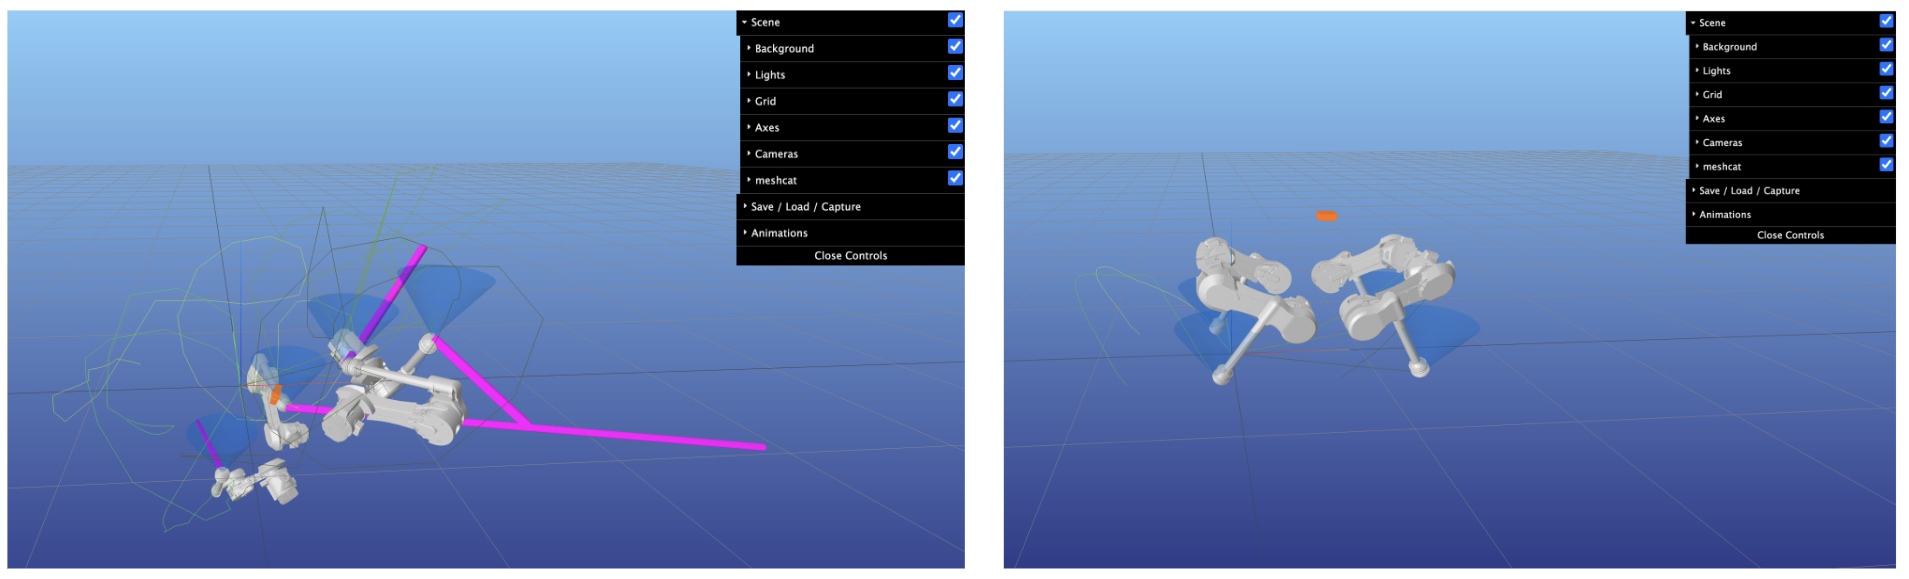 Scene
Background
Lights
Grid
Axes
Cameras
meshcat
Save / Load / Capture
Animations
Close Controls
Scene
Background
Lights
Grid
Axes
Cameras
meshcat
Save / Load / Capture
Animations
Close Controls